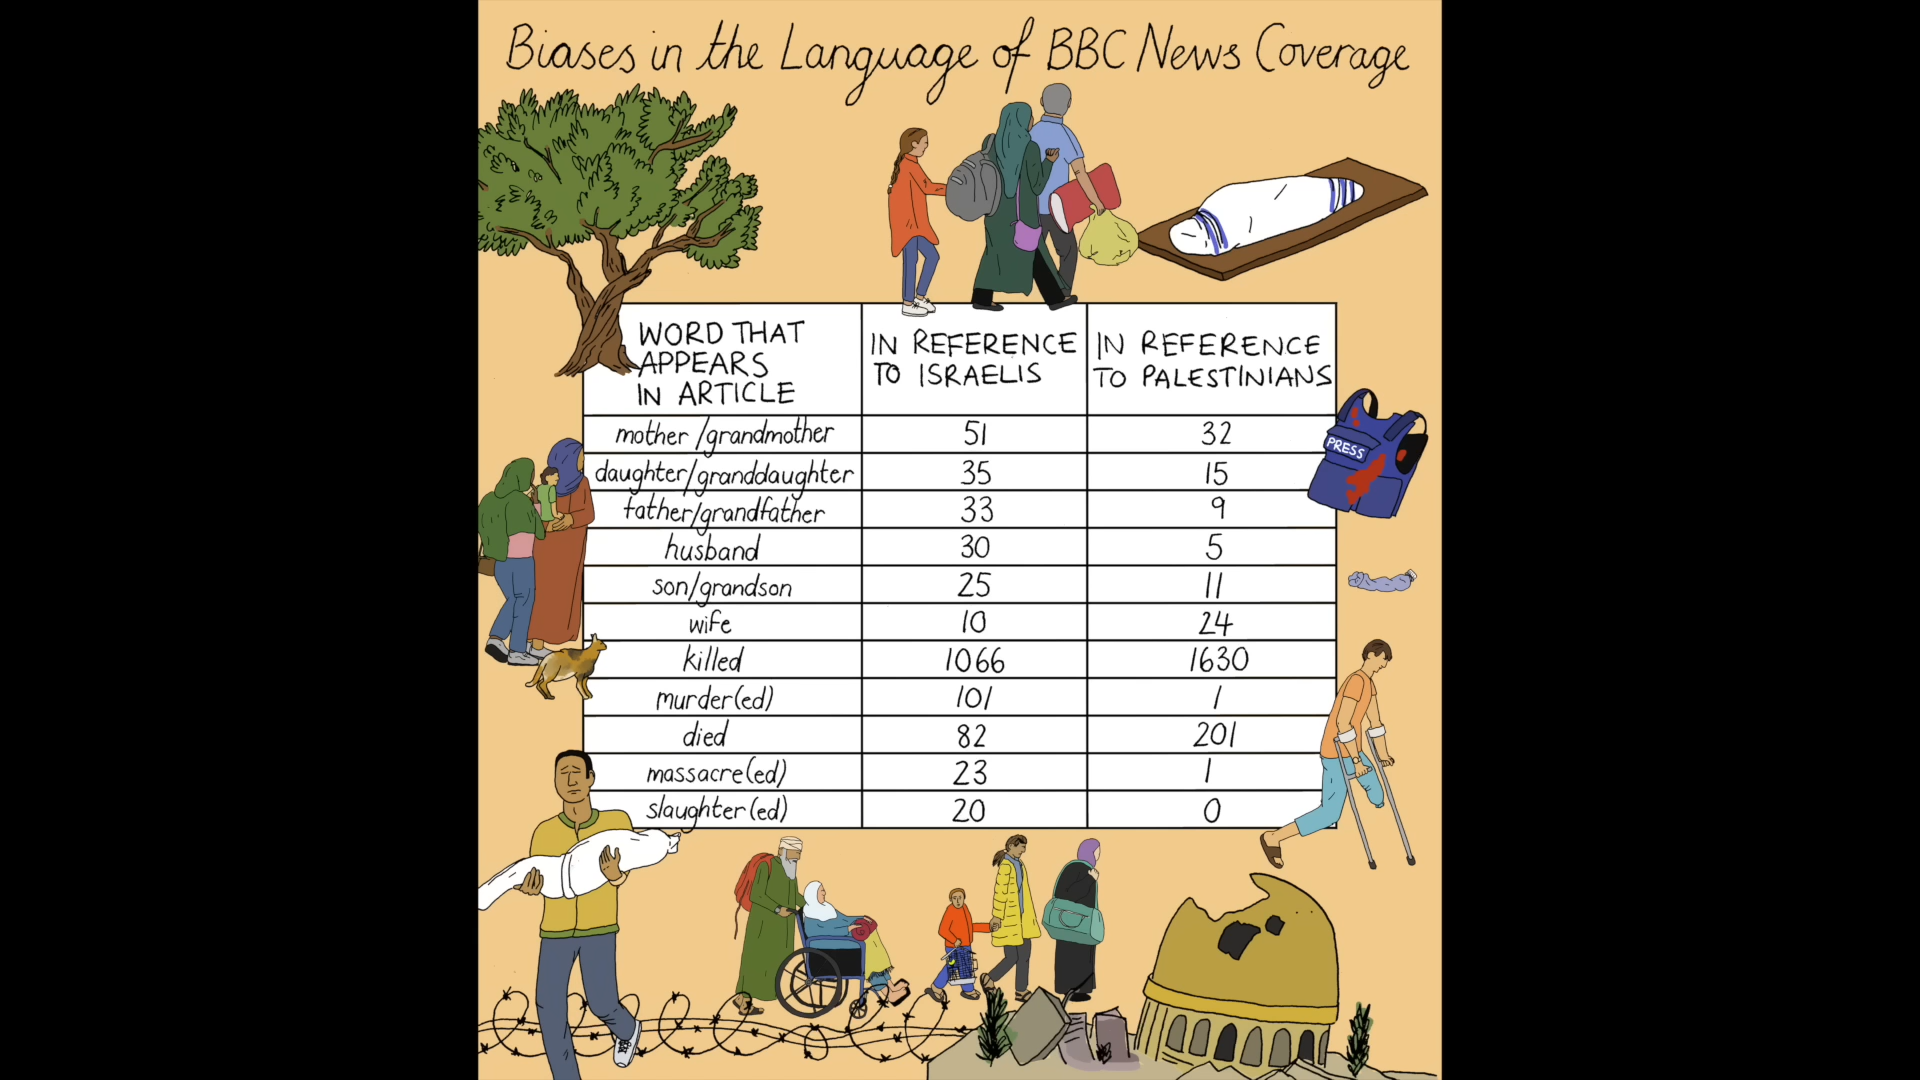 Biases in the Language of BBC News Coverage
WORD THAT APPEARS IN ARTICLE | IN REFERENCE TO ISRAELIS | IN REFERENCE TO PALESTINIANS
mother/grandmother 51 32
daughter/granddaughter 35 15
father/grandfather 33 9
husband 30 5
son/grandson 25 11
wife 10 24
killed 1066 1630
murder(ed) 101 1
died 82 201
massacre(ed) 23 1
slaughter(ed) 20 0
PRESS